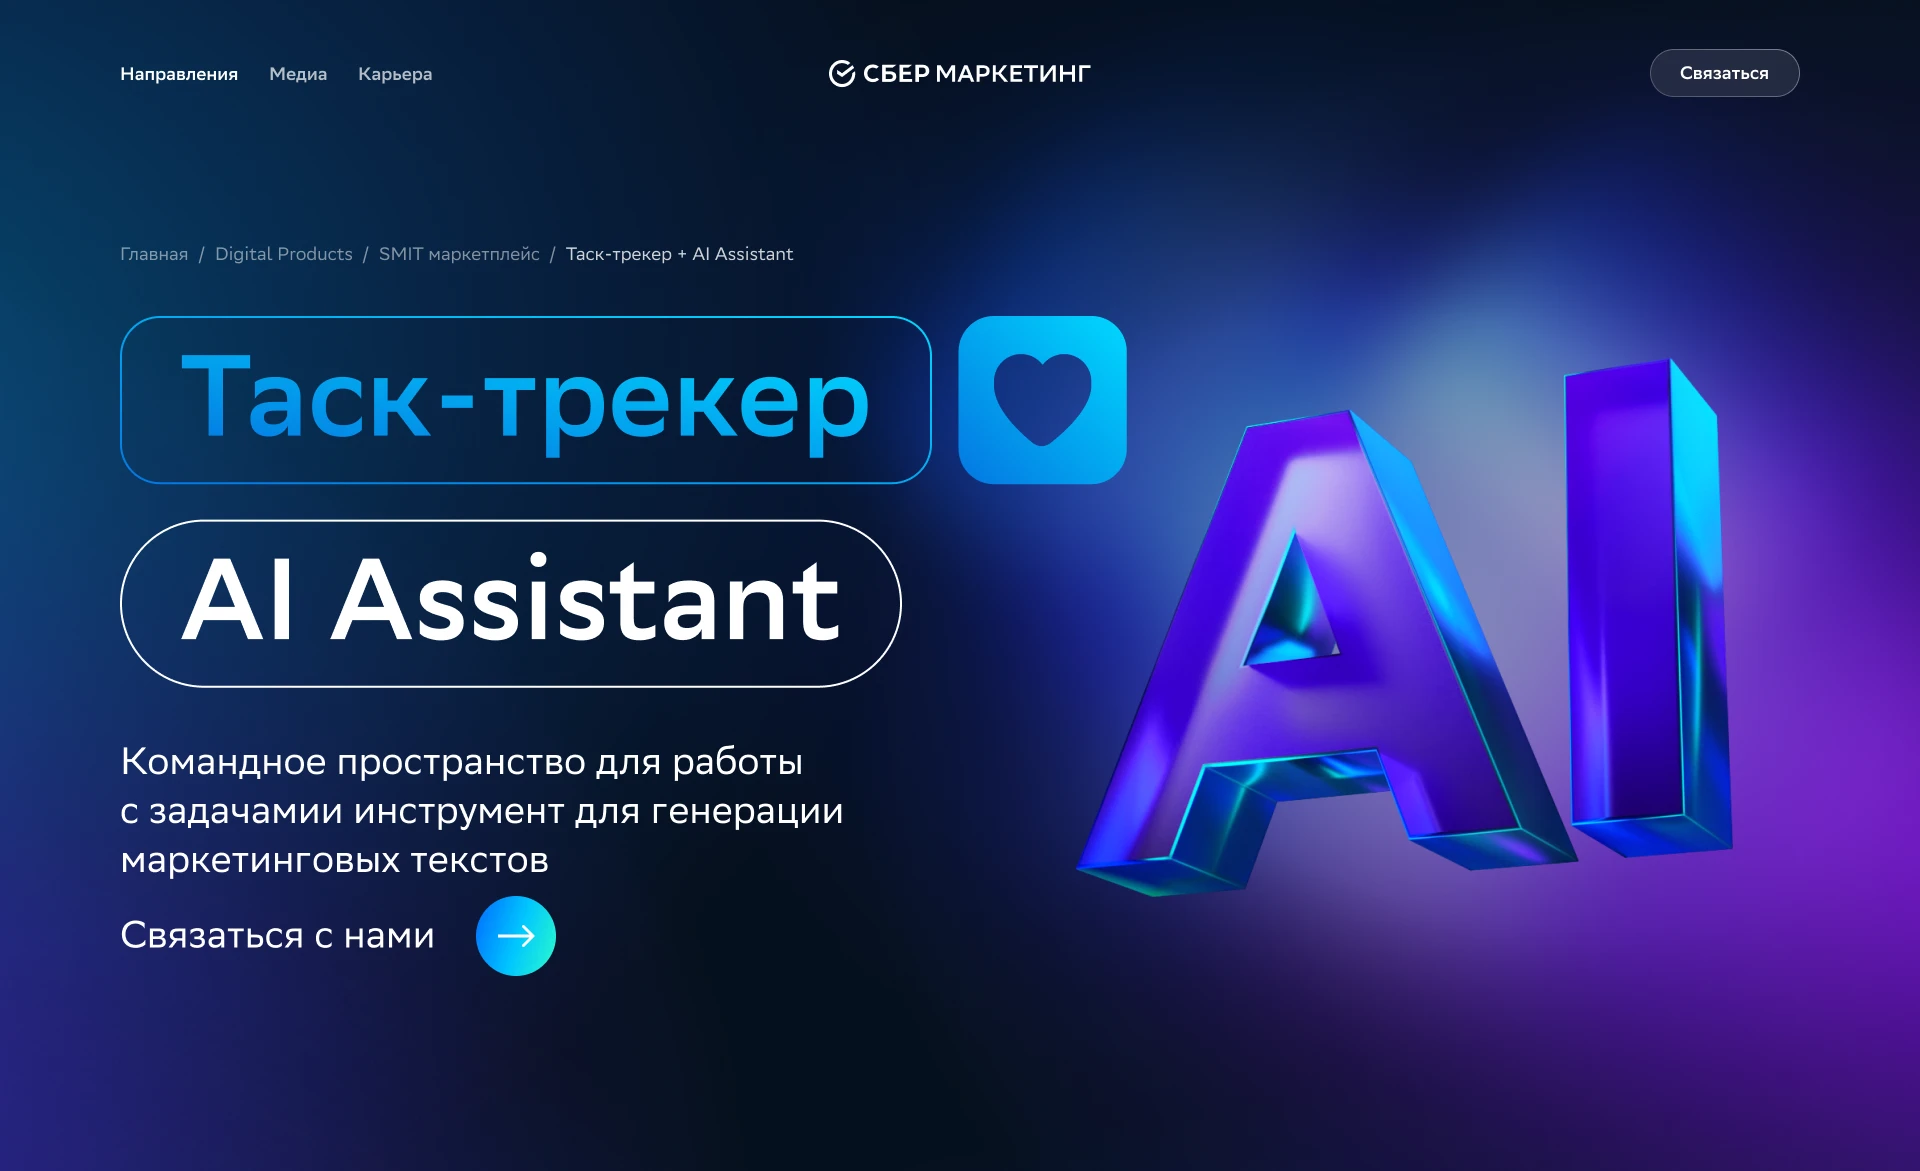 Направления Медиа Карьера
СБЕР МАРКЕТИНГ
Связаться
Главная / Digital Products / SMIT маркетплейс / Таск-трекер + AI Assistant
Таск-трекер
AI Assistant
Командное пространство для работы
с задачамии инструмент для генерации
маркетинговых текстов
Связаться с нами
AI